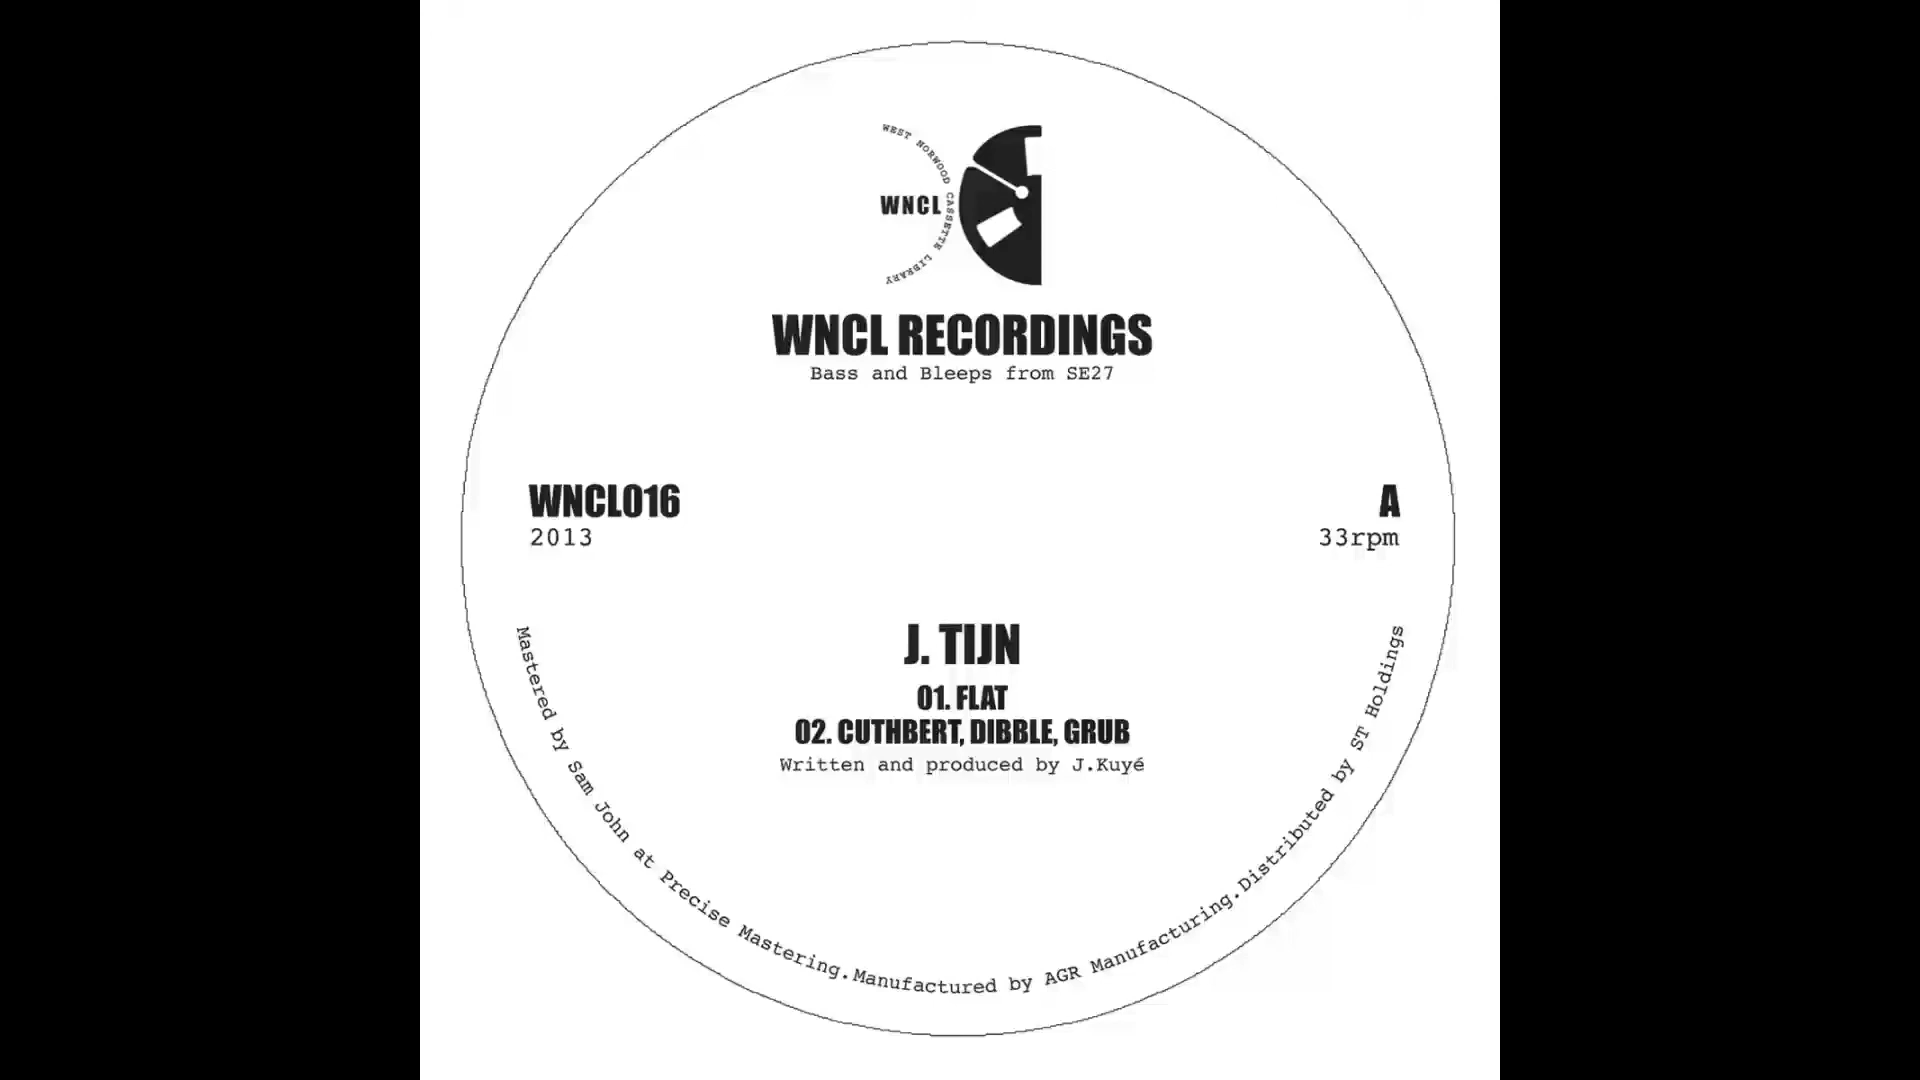 WEST NORWOOD CASSETTE LIBRARY
WNCL
WNCL RECORDINGS
Bass and Bleeps from SE27
WNCL016
A
2013
33rpm
J. TIJN
01. FLAT
02. CUTHBERT, DIBBLE, GRUB
Written and produced by J.Kuyé
Mastered by Sam John at Precise Mastering.Manufactured by AGR Manufacturing.Distributed by ST Holdings